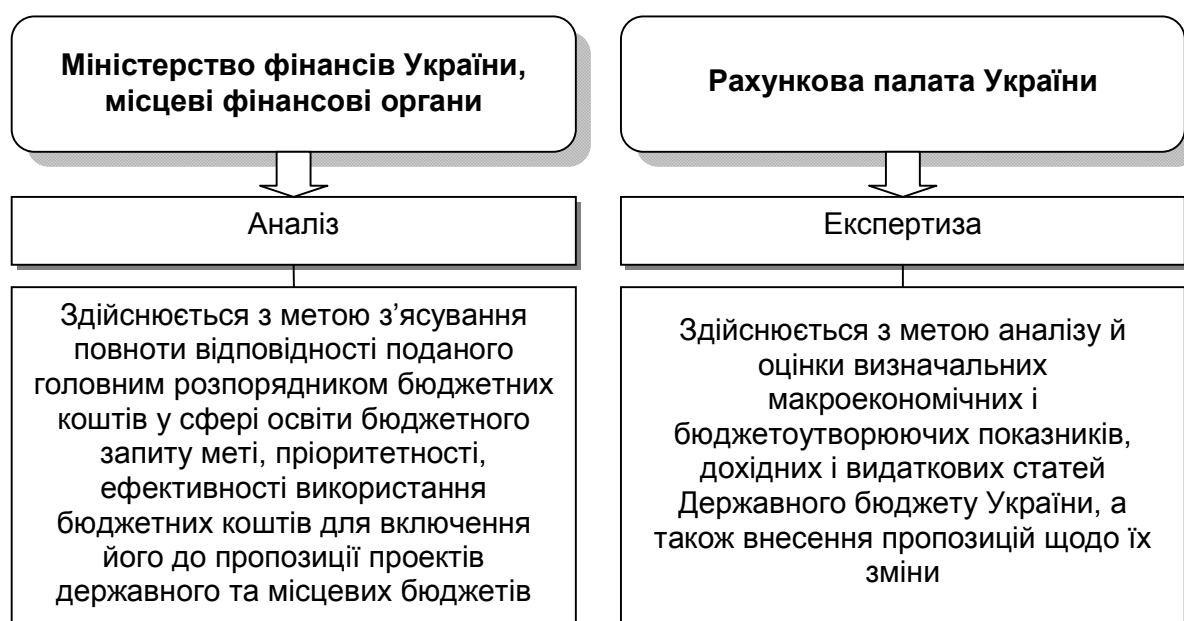 Міністерство фінансів України,
місцеві фінансові органи
Аналіз
Здійснюється з метою з’ясування
повноти відповідності поданого
головним розпорядником бюджетних
коштів у сфері освіти бюджетного
запиту меті, пріоритетності,
ефективності використання
бюджетних коштів для включення
його до пропозиції проектів
державного та місцевих бюджетів
Рахункова палата України
Експертиза
Здійснюється з метою аналізу й
оцінки визначальних
макроекономічних і
бюджетоутворюючих показників,
дохідних і видаткових статей
Державного бюджету України, а
також внесення пропозицій щодо їх
зміни